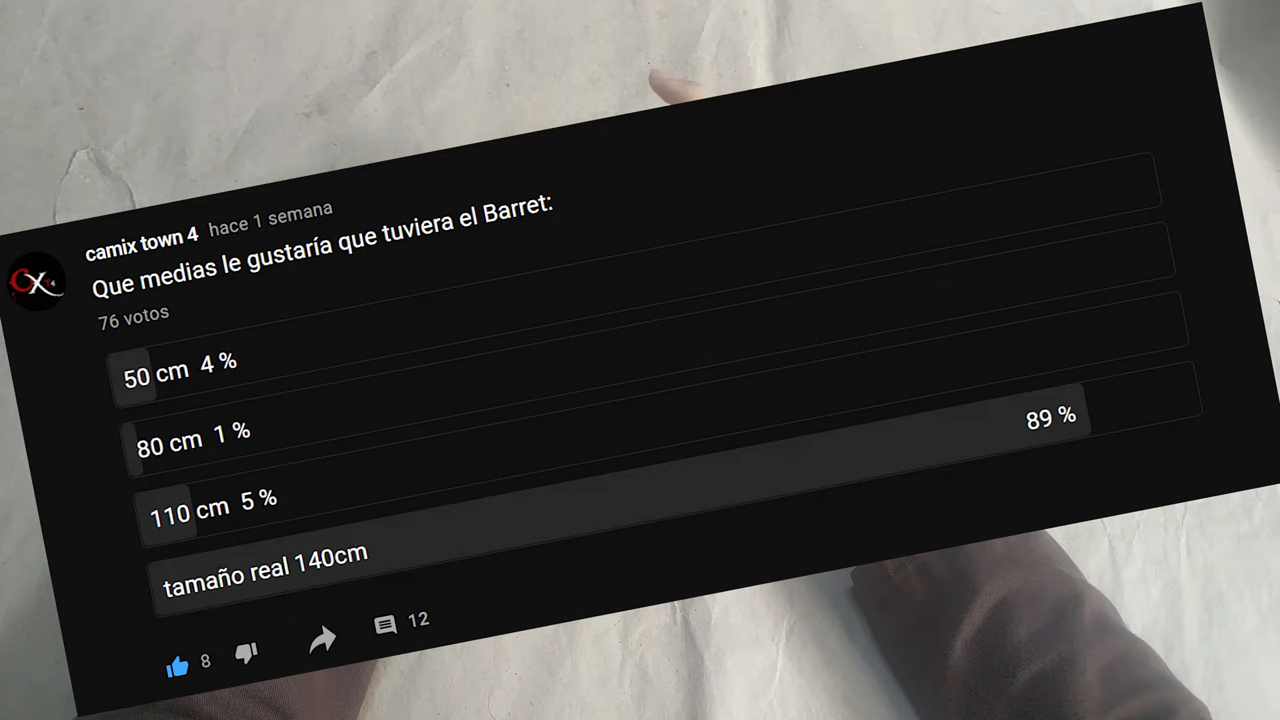 camix town 4 hace 1 semana
Que medias le gustaría que tuviera el Barret:
76 votos
50 cm 4 %
80 cm 1 %
110 cm 5 %
89 %
tamaño real 140cm
8 12